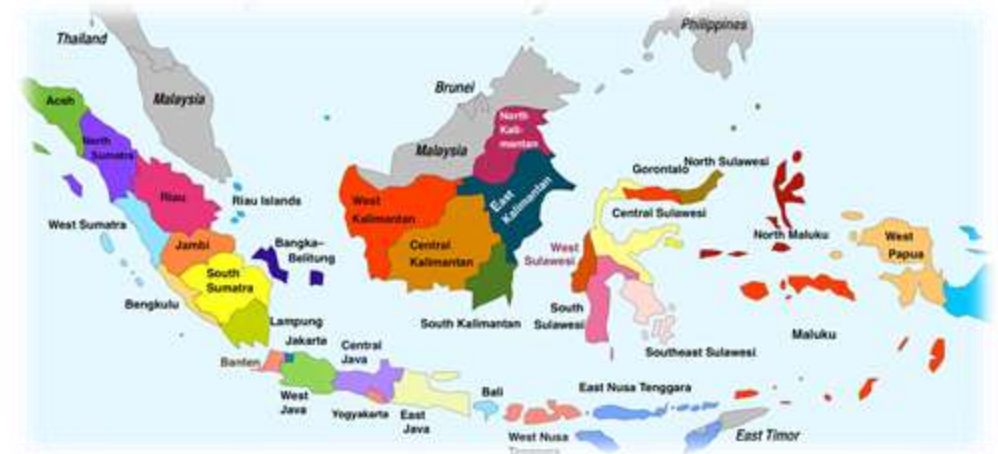 Thailand
Philippines
Aceh
Malaysia
Brunei
North
Kali-
mantan
North
Sumatra
Malaysia
Gorontalo
North Sulawesi
Riau
Riau Islands
West
Kalimantan
East
Kalimantan
Central Sulawesi
West Sumatra
North Maluku
West
Papua
Jambi
Bangka–
Belitung
Central
Kalimantan
West
Sulawesi
South
Sumatra
Bengkulu
South
Sulawesi
Lampung
South Kalimantan
Maluku
Jakarta
Central
Java
Southeast Sulawesi
Banten
West
Java
Yogyakarta
East
Java
Bali
East Nusa Tenggara
West Nusa
Tenggara
East Timor